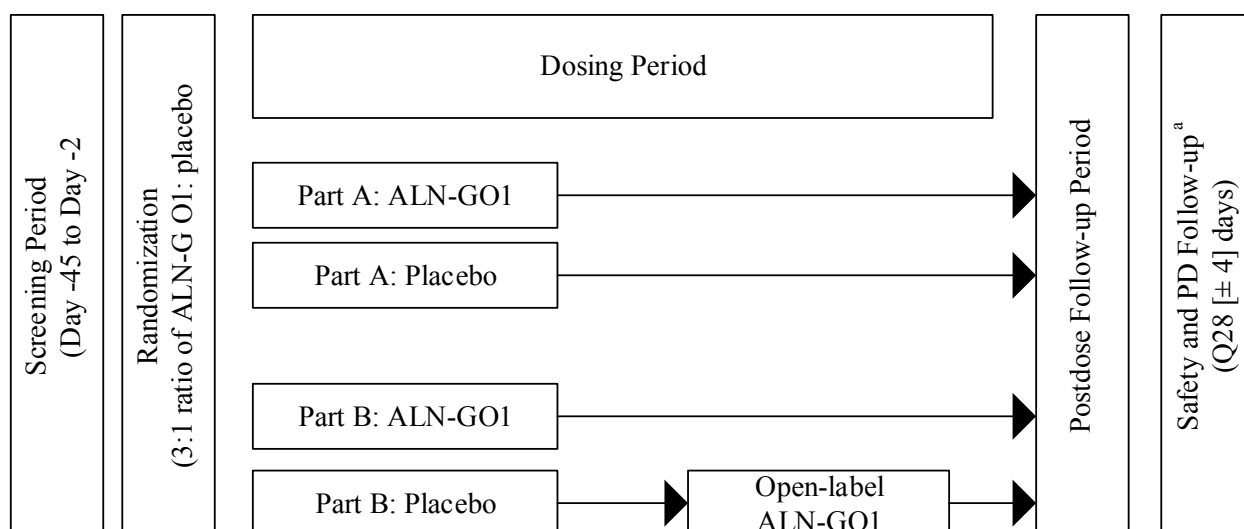 Screening Period
(Day -45 to Day -2
Randomization
(3:1 ratio of ALN-G O1: placebo
Dosing Period
Part A: ALN-GO1
Part A: Placebo
Part B: ALN-GO1
Part B: Placebo
Open-label
ALN-GO1
Postdose Follow-up Period
Safety and PD Follow-up a
(Q28 [± 4] days)